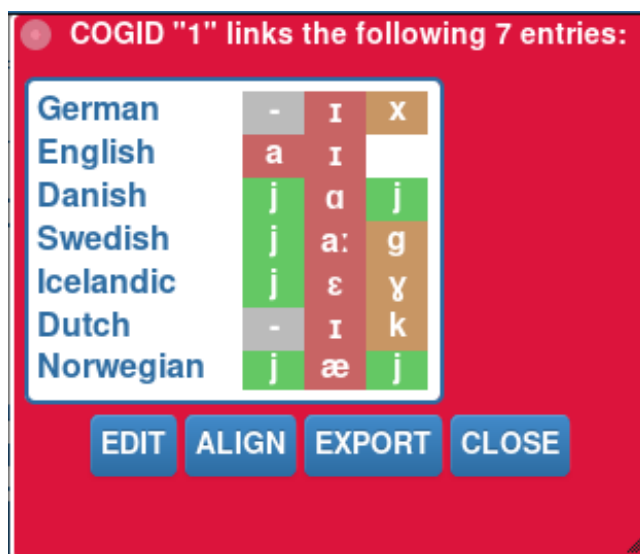 COGID "1" links the following 7 entries:
German - ɪ x
English a ɪ
Danish j ɑ j
Swedish j aː g
Icelandic j ɛ ɣ
Dutch - ɪ k
Norwegian j æ j
EDIT ALIGN EXPORT CLOSE